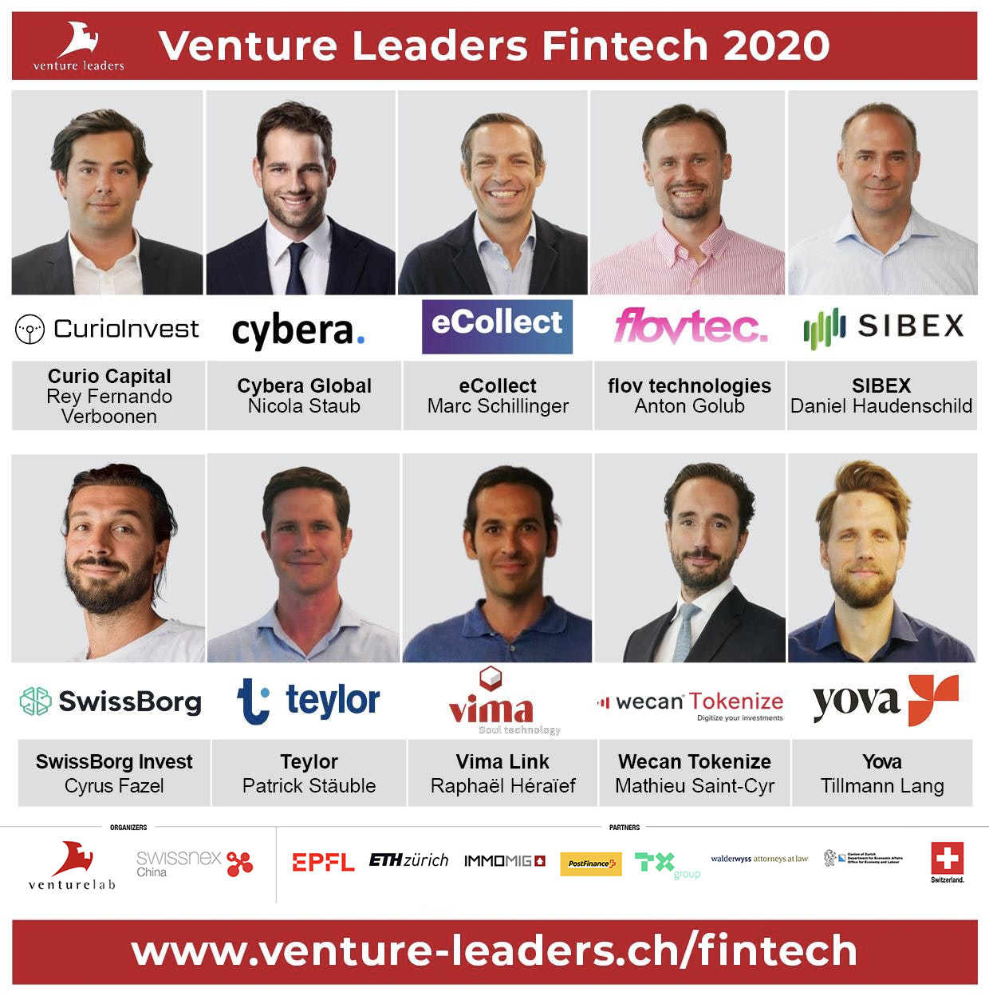 venture leaders
Venture Leaders Fintech 2020
CurioInvest
cybera.
eCollect
flovtec.
SIBEX
Curio Capital
Rey Fernando
Verboonen
Cybera Global
Nicola Staub
eCollect
Marc Schillinger
flov technologies
Anton Golub
SIBEX
Daniel Haudenschild
SwissBorg
teylor
vima
Soul technology
wecan® Tokenize
Digitize your investments
yova
SwissBorg Invest
Cyrus Fazel
Teylor
Patrick Stäuble
Vima Link
Raphaël Héraïef
Wecan Tokenize
Mathieu Saint-Cyr
Yova
Tillmann Lang
ORGANIZERS
PARTNERS
venturelab
swissnex
China
EPFL
ETH zürich
IMMOMIG
PostFinance
TX
group
walderwyss attorneys at law
Canton of Zurich
Department for Economic Affairs
Office for Economy and Labour
Switzerland.
www.venture-leaders.ch/fintech